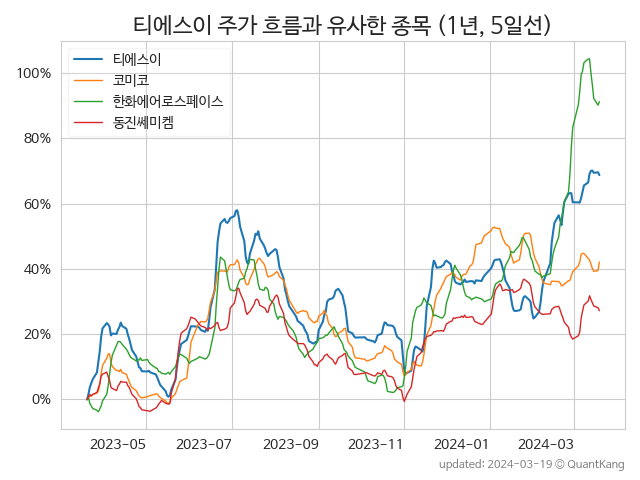 티에스이 주가 흐름과 유사한 종목 (1년, 5일선)
티에스이
코미코
한화에어로스페이스
동진쎄미켐
100%
80%
60%
40%
20%
0%
2023-05 2023-07 2023-09 2023-11 2024-01 2024-03
updated: 2024-03-19 © QuantKang